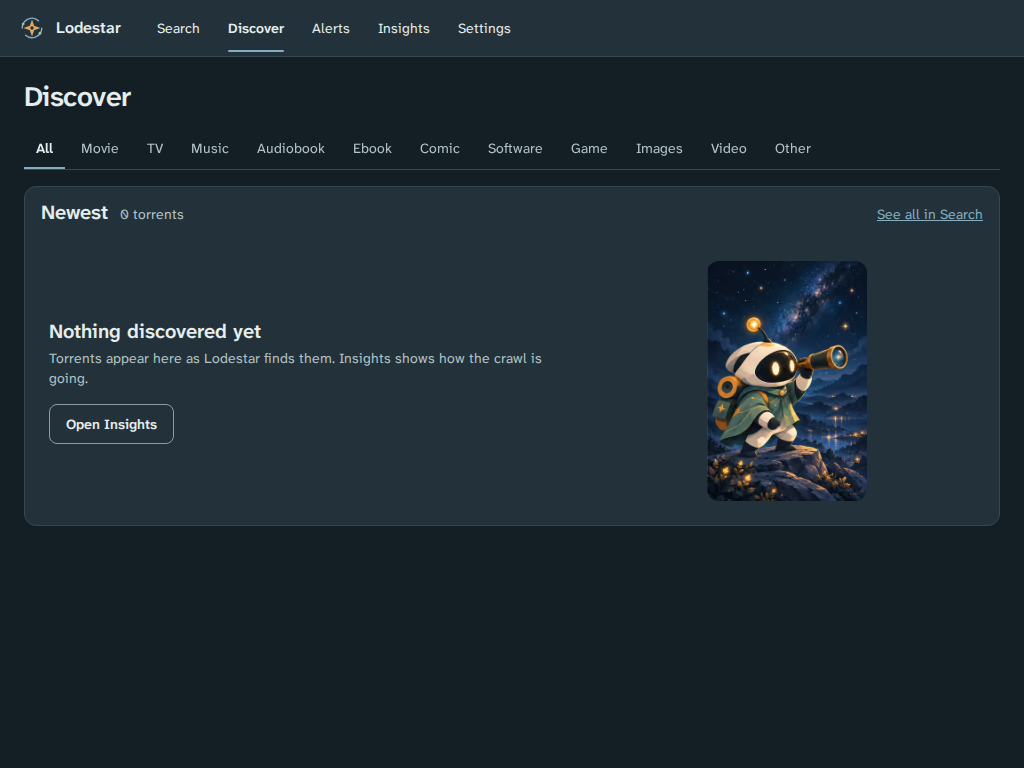 Lodestar
Search
Discover
Alerts
Insights
Settings
Discover
All
Movie
TV
Music
Audiobook
Ebook
Comic
Software
Game
Images
Video
Other
Newest
0 torrents
See all in Search
Nothing discovered yet
Torrents appear here as Lodestar finds them. Insights shows how the crawl is
going.
Open Insights